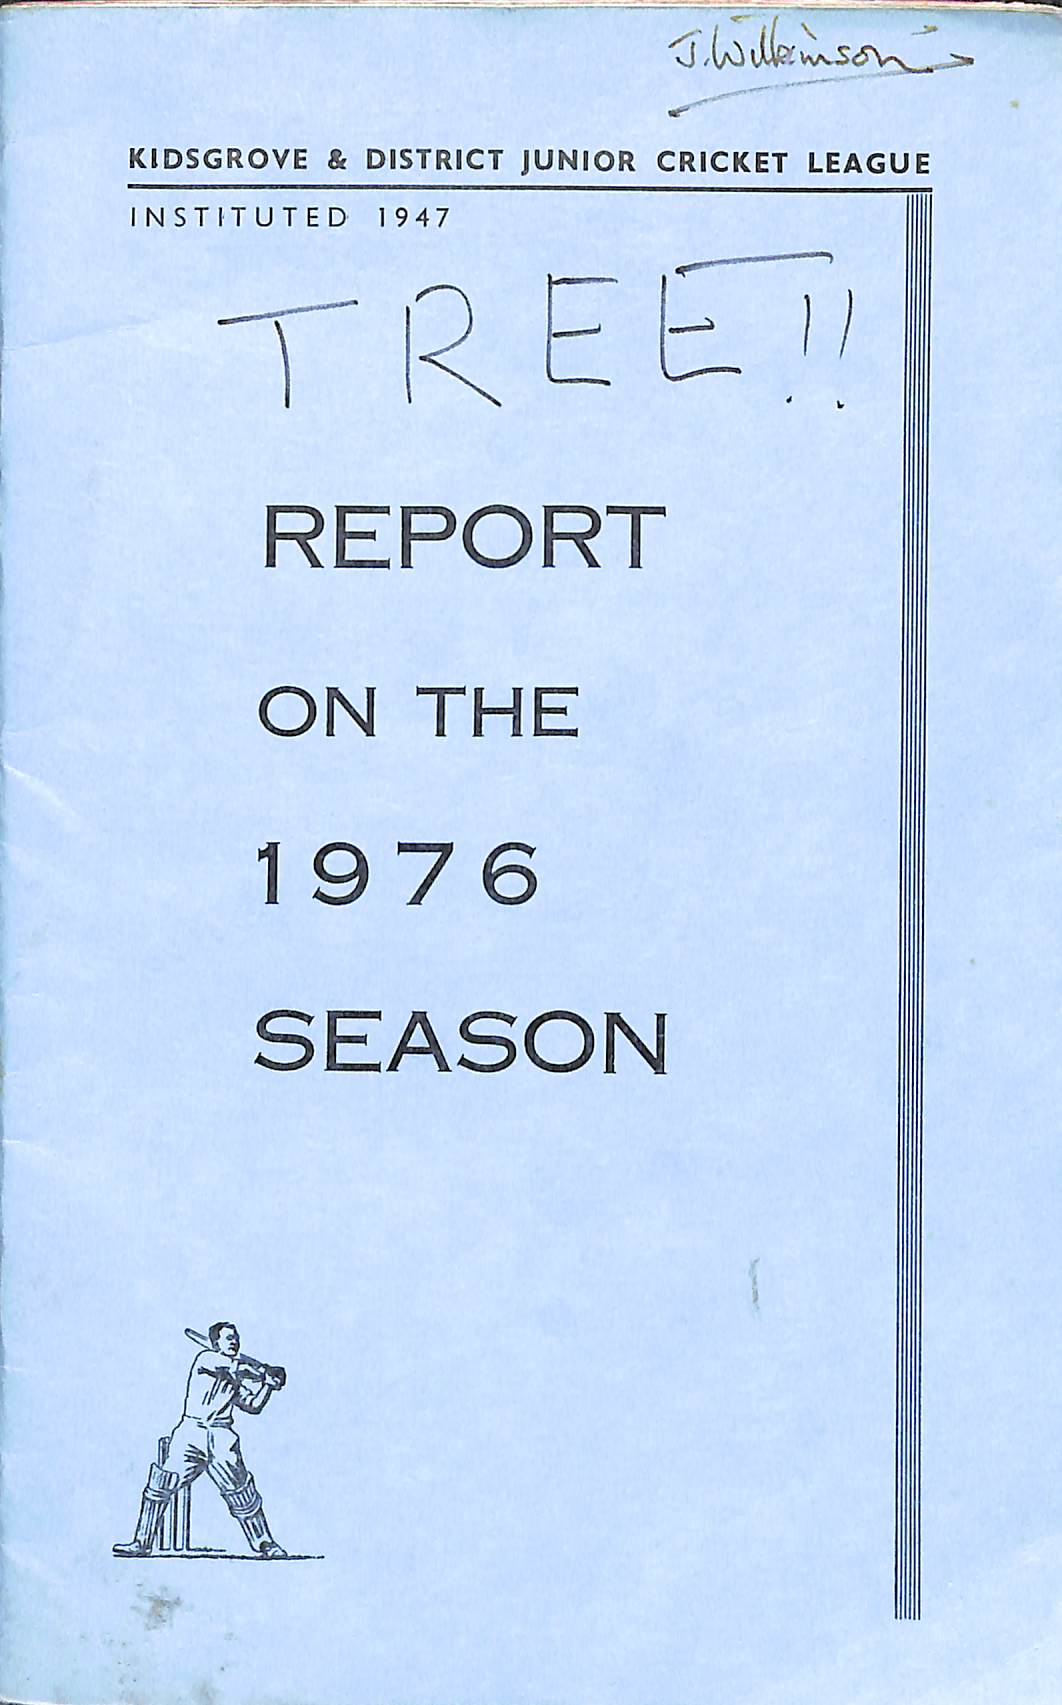 J. Wilkinson
KIDSGROVE & DISTRICT JUNIOR CRICKET LEAGUE
INSTITUTED 1947
TREE!!
REPORT
ON THE
1976
SEASON